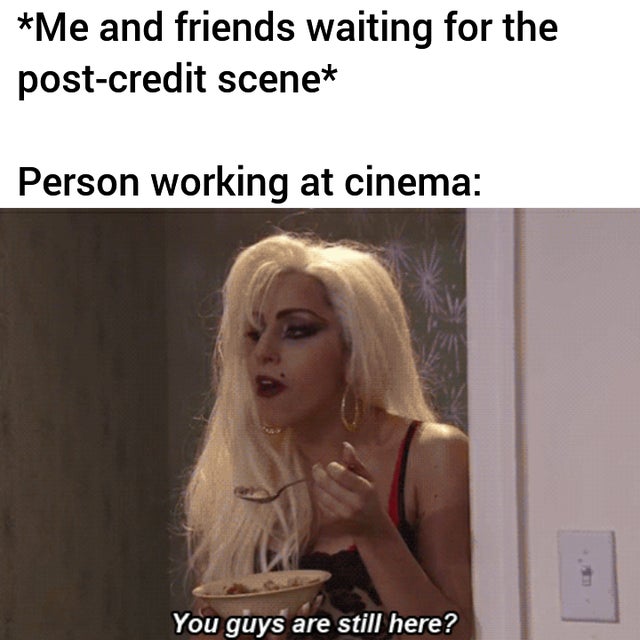 *Me and friends waiting for the
post-credit scene*
Person working at cinema:
You guys are still here?